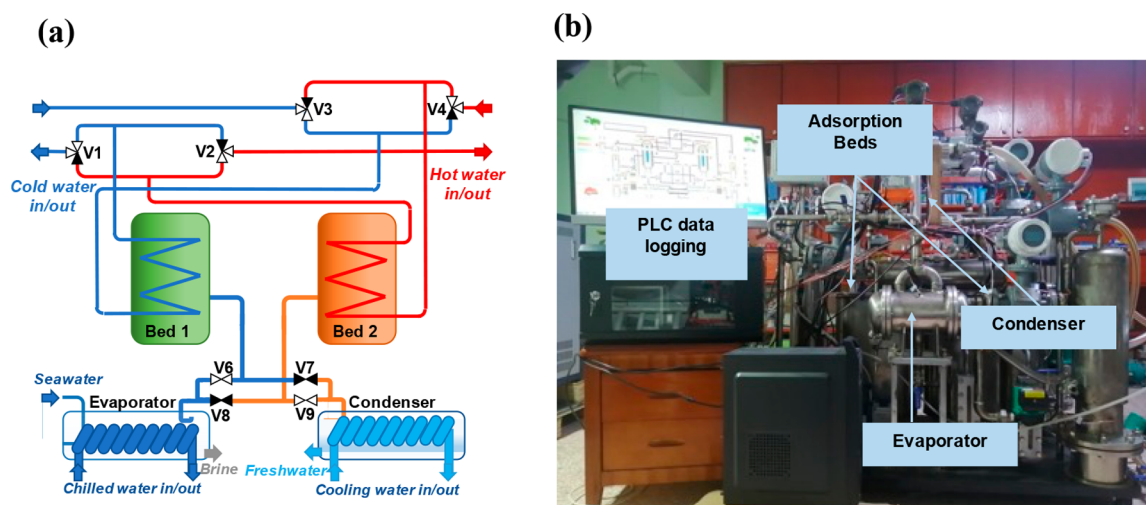 (a)
V3
V4
V1
V2
Cold water
in/out
Hot water
in/out
Bed 1
Bed 2
V6
V7
Seawater
Evaporator
V8
V9
Condenser
Brine
Freshwater
Chilled water in/out
Cooling water in/out
(b)
Adsorption
Beds
PLC data
logging
Condenser
Evaporator